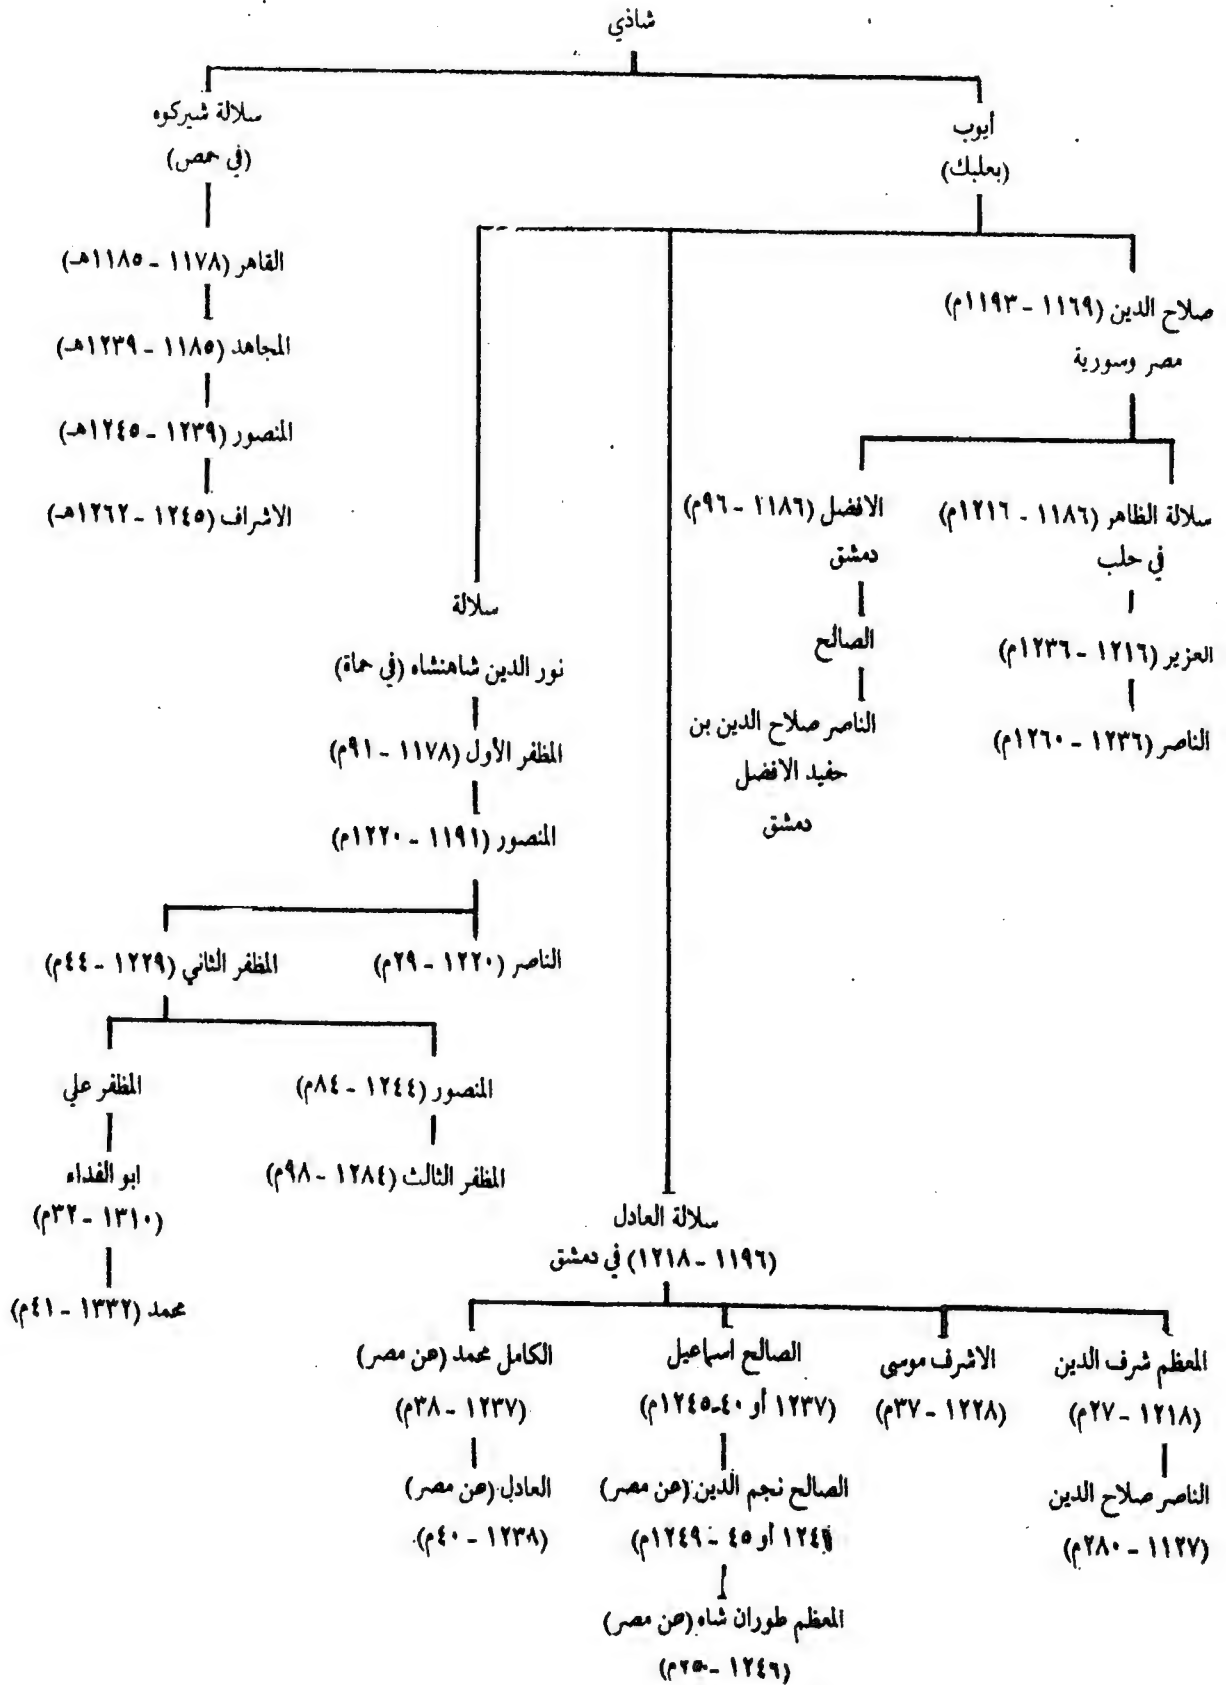 شاذي
أيوب
(بعلبك)
صلاح الدين (١١٦٩ - ١١٩٣م)
مصر وسورية
سلالة الظاهر (١١٨٦ - ١٢١٦م)
في حلب
العزير (١٢١٦ - ١٢٣٦م)
الناصر (١٢٣٦ - ١٢٦٠م)
الافضل (١١٨٦ - ٩٦م)
دمشق
الصالح
الناصر صلاح الدين بن
حفيد الافضل
دمشق
سلالة شيركوه
(في حمص)
القاهر (١١٧٨ - ١١٨٥هـ)
المجاهد (١١٨٥ - ١٢٣٩هـ)
المنصور (١٢٣٩ - ١٢٤٥هـ)
الاشراف (١٢٤٥ - ١٢٦٢هـ)
سلالة
نور الدين شاهنشاه (في حماة)
المظفر الأول (١١٧٨ - ٩١م)
المنصور (١١٩١ - ١٢٢٠م)
الناصر (١٢٢٠ - ٢٩م)
المظفر الثاني (١٢٢٩ - ٤٤م)
المنصور (١٢٤٤ - ٨٤م)
المظفر الثالث (١٢٨٤ - ٩٨م)
المظفر علي
ابو الفداء
(١٣١٠ - ٣٢م)
محمد (١٣٣٢ - ٤١م)
سلالة العادل
(١١٩٦ - ١٢١٨) في دمشق
المعظم شرف الدين
(١٢١٨ - ٢٧م)
الناصر صلاح الدين
(١١٢٧ - ٢٨٠م)
الاشرف موسى
(١٢٢٨ - ٣٧م)
الصالح اسماعيل
(١٢٣٧ أو ٤٠-١٢٤٥م)
الصالح نجم الدين (عن مصر)
أو ٤٥ - ١٢٤٩م)
المعظم طوران شاه (عن مصر)
(١٢٤٦ -
الكامل محمد (عن مصر)
(١٢٣٧ - ٣٨م)
العادل (عن مصر)
(١٢٣٨ - ٤٠م)